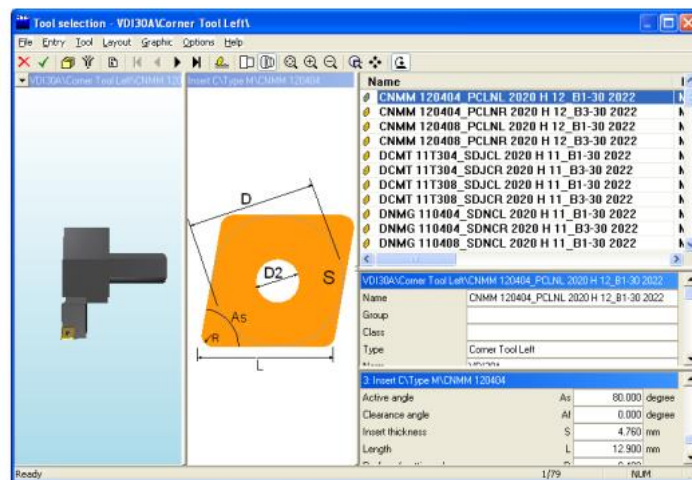 Tool selection - VDI30A\Corner Tool Left\
File Entry Tool Layout Graphic Options Help
VDI30A\Corner Tool Left\CNMM 120
Insert C\Type M\CNMM 120404
D
D2
S
As
R
L
Name
CNMM 120404_PCLNL 2020 H 12_B1-30 2022
CNMM 120404_PCLNR 2020 H 12_B3-30 2022
CNMM 120408_PCLNL 2020 H 12_B1-30 2022
CNMM 120408_PCLNR 2020 H 12_B3-30 2022
DCMT 11T304_SDJCL 2020 H 11_B1-30 2022
DCMT 11T304_SDJCR 2020 H 11_B3-30 2022
DCMT 11T308_SDJCL 2020 H 11_B1-30 2022
DCMT 11T308_SDJCR 2020 H 11_B3-30 2022
DNMG 110404_SDNCL 2020 H 11_B1-30 2022
DNMG 110404_SDNCR 2020 H 11_B3-30 2022
DNMG 110408_SDNCL 2020 H 11_B1-30 2022
VDI30A\Corner Tool Left\CNMM 120404_PCLNL 2020 H 12_B1-30 2022
Name CNMM 120404_PCLNL 2020 H 12_B1-30 2022
Group
Class
Type Corner Tool Left
3: Insert C\Type M\CNMM 120404
Active angle As 80.000 degree
Clearance angle Af 0.000 degree
Insert thickness S 4.760 mm
Length L 12.900 mm
Ready 1/79 NUM